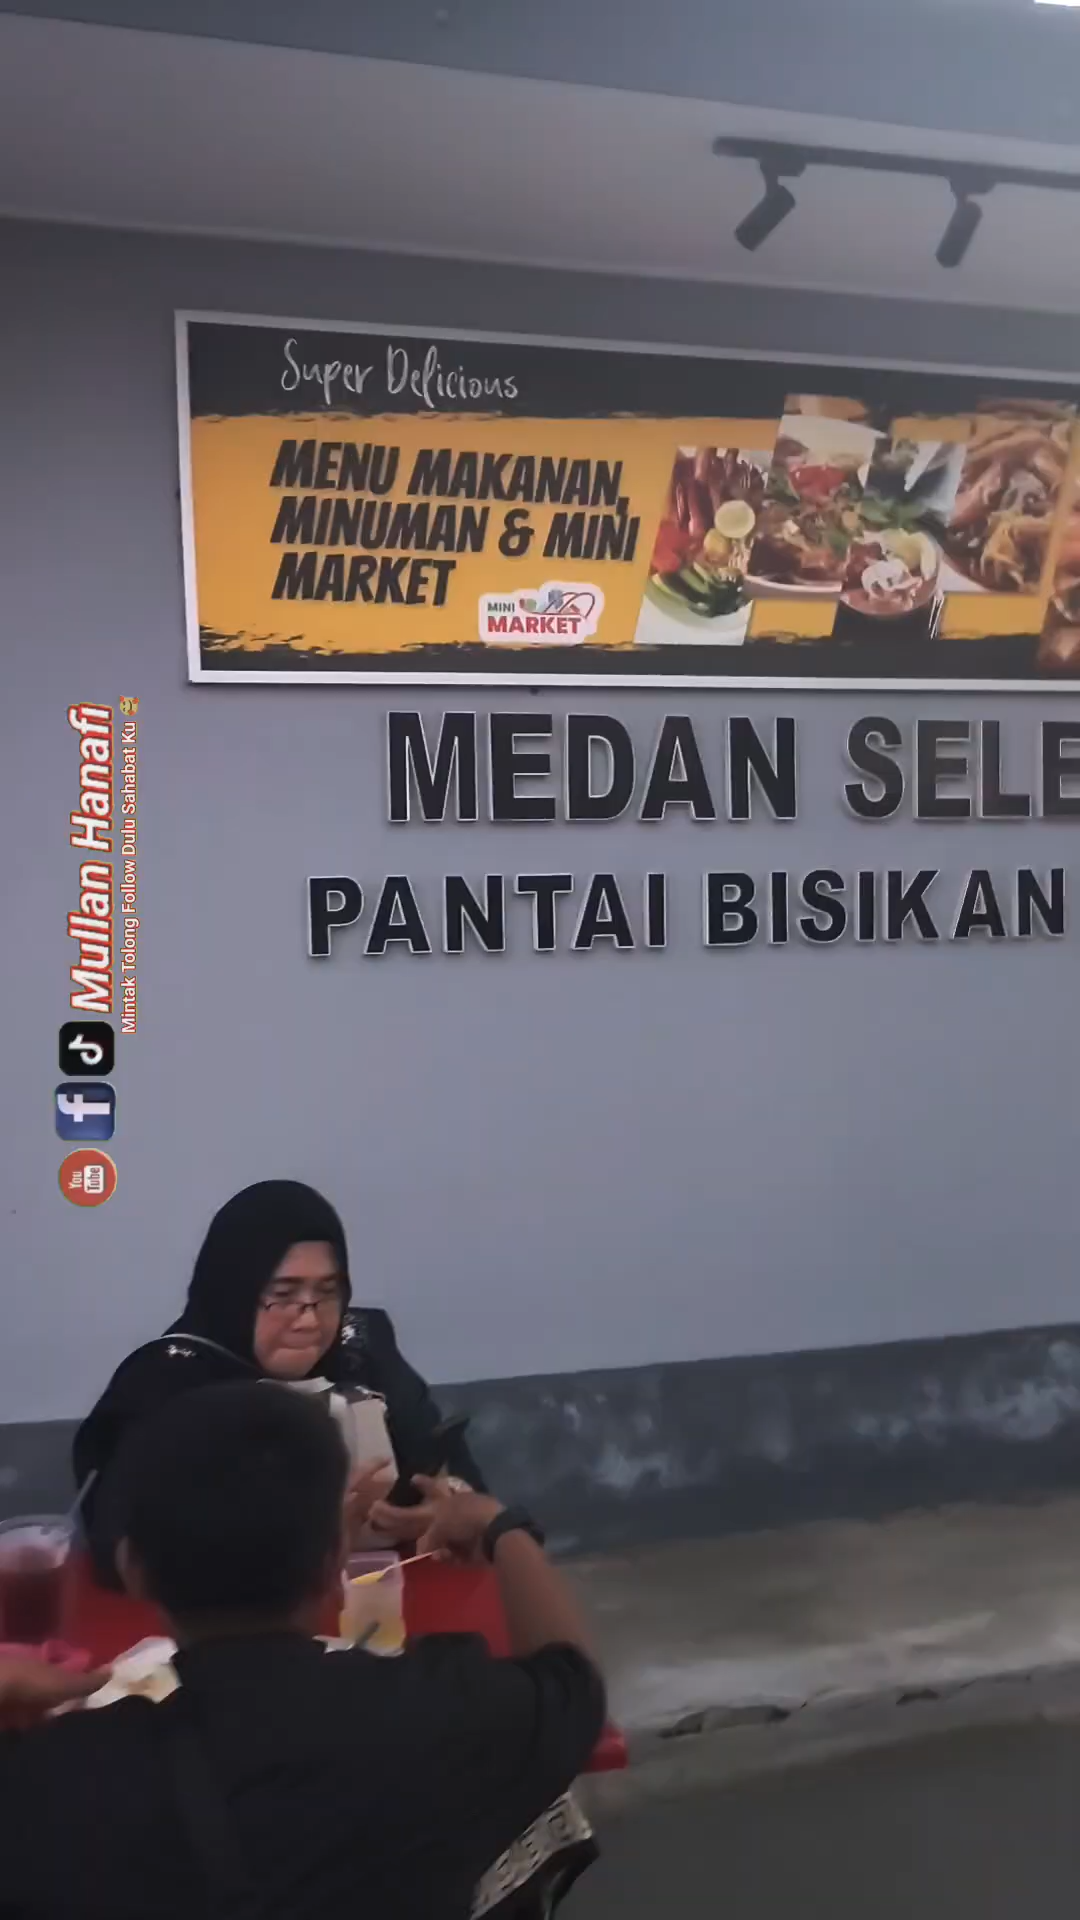 Super Delicious
MENU MAKANAN,
MINUMAN & MINI
MARKET
MINI
MARKET
MEDAN SELE
PANTAI BISIKAN
Mullan Hanafi
Mintak Tolong Follow Dulu Sahabat Ku 🥰
You
Tube